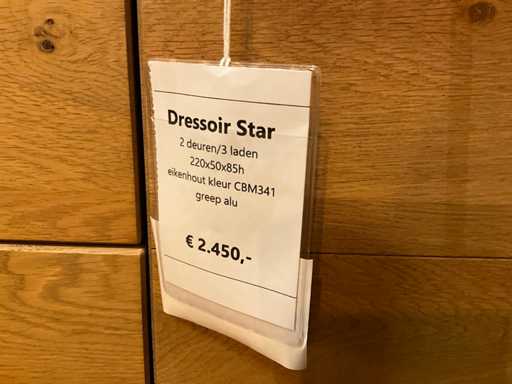 Dressoir Star
2 deuren/3 laden
220x50x85h
eikenhout kleur CBM341
greep alu
€ 2.450,-